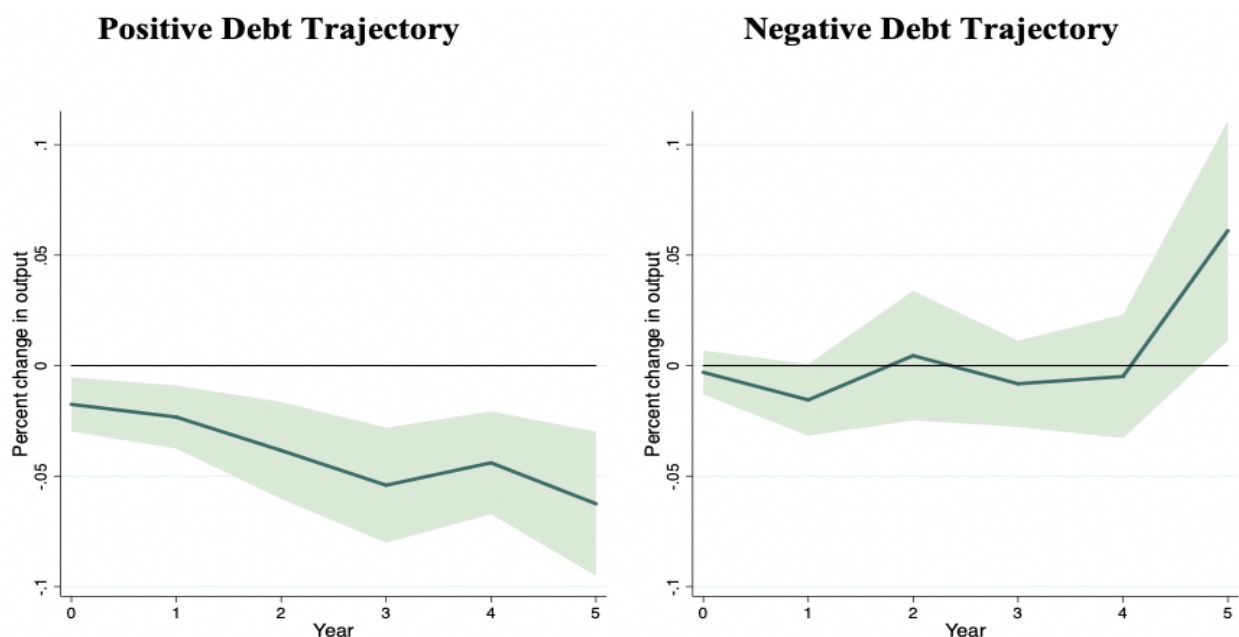 Positive Debt Trajectory
Negative Debt Trajectory
Percent change in output
.1
.05
0
-.05
-.1
0 1 2 3 4 5
Year
Percent change in output
.1
.05
0
-.05
-.1
0 1 2 3 4 5
Year